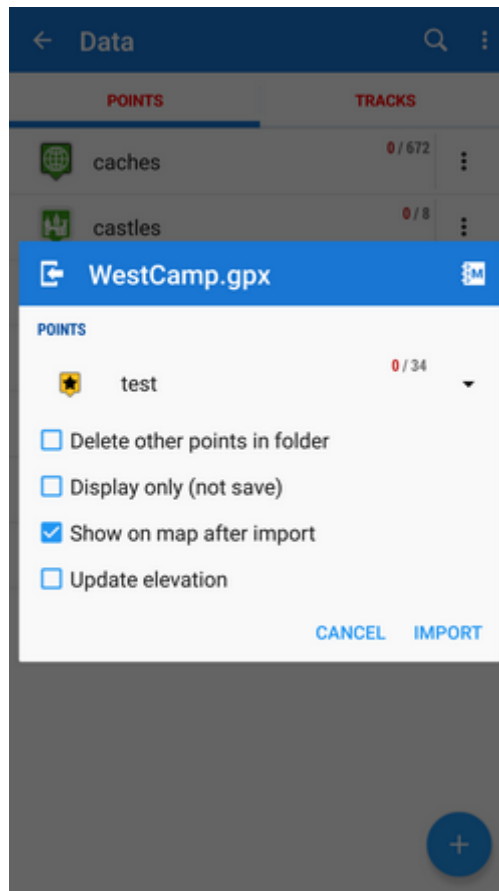 Data
POINTS TRACKS
caches 0 / 672
castles 0 / 8
WestCamp.gpx M
POINTS
test 0 / 34
Delete other points in folder
Display only (not save)
Show on map after import
Update elevation
CANCEL IMPORT